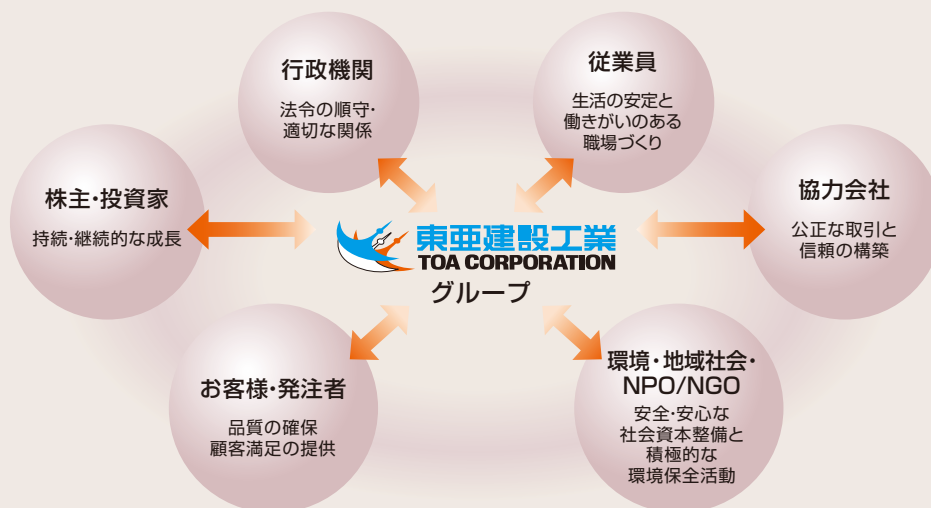 行政機関
法令の順守・
適切な関係
従業員
生活の安定と
働きがいのある
職場づくり
株主・投資家
持続・継続的な成長
東亜建設工業
TOA CORPORATION
グループ
協力会社
公正な取引と
信頼の構築
お客様・発注者
品質の確保
顧客満足の提供
環境・地域社会・
NPO/NGO
安全・安心な
社会資本整備と
積極的な
環境保全活動